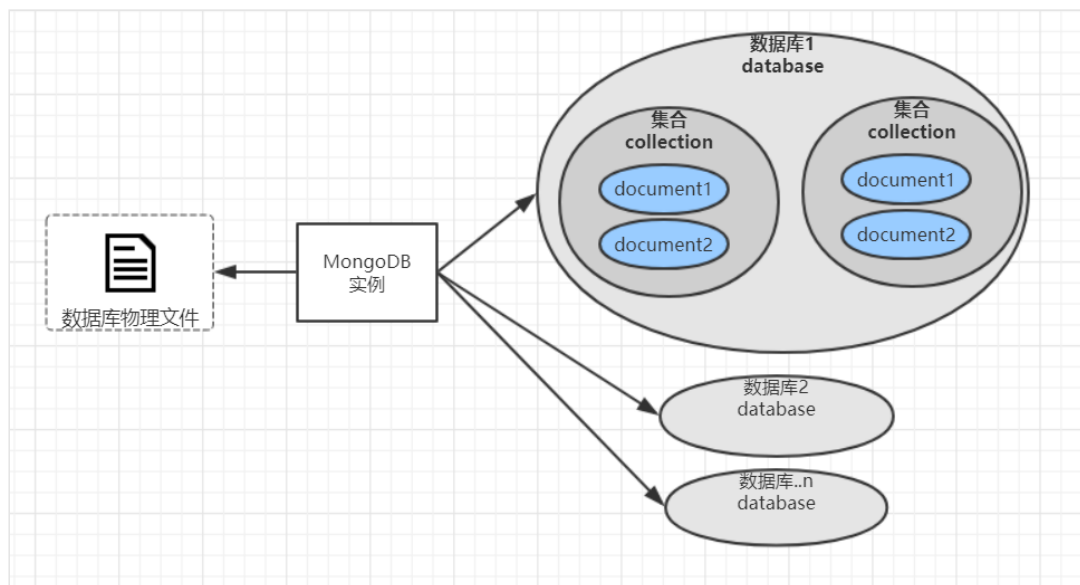 数据库1
database
集合
collection
document1
document2
集合
collection
document1
document2
MongoDB
实例
数据库物理文件
数据库2
database
数据库..n
database